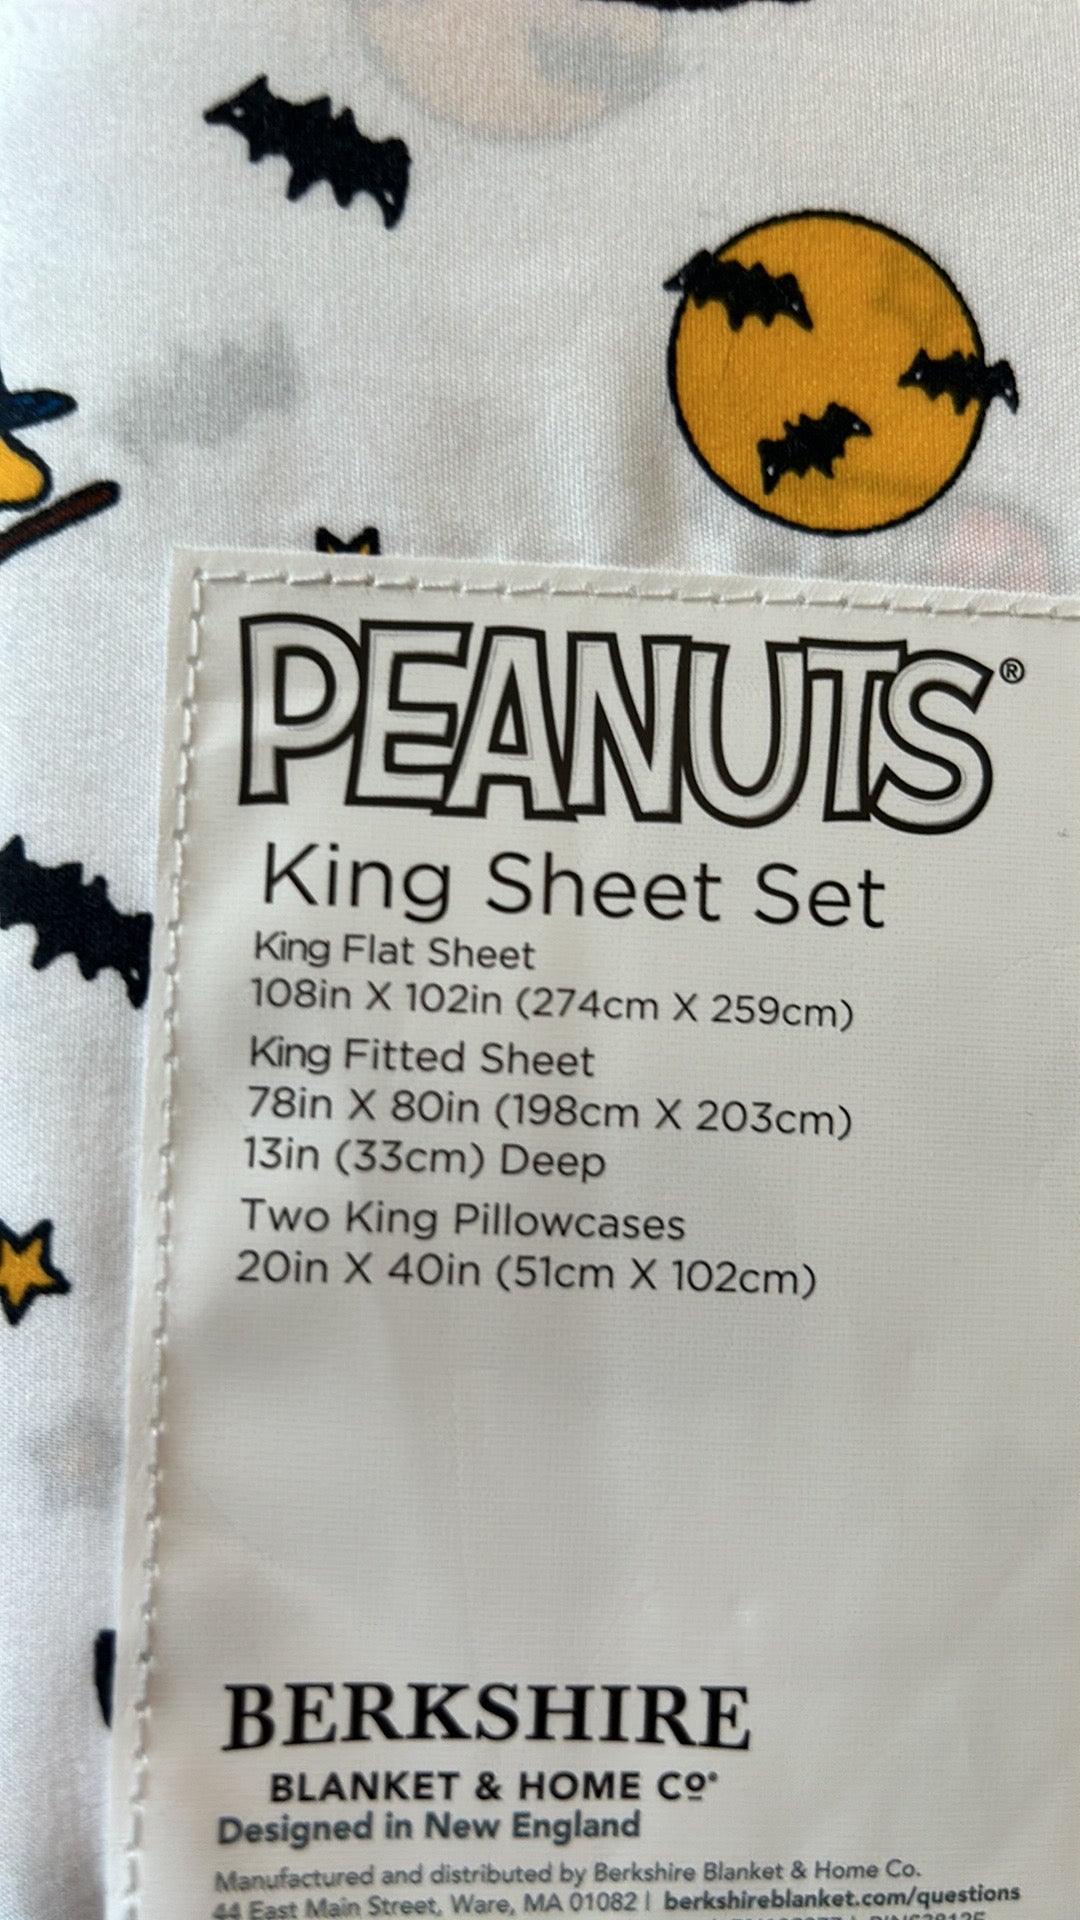 PEANUTS®
King Sheet Set
King Flat Sheet
108in X 102in (274cm X 259cm)
King Fitted Sheet
78in X 80in (198cm X 203cm)
13in (33cm) Deep
Two King Pillowcases
20in X 40in (51cm X 102cm)
BERKSHIRE
BLANKET & HOME Cº®
Designed in New England
Manufactured and distributed by Berkshire Blanket & Home Co.
44 East Main Street, Ware, MA 01082 | berkshireblanket.com/questions